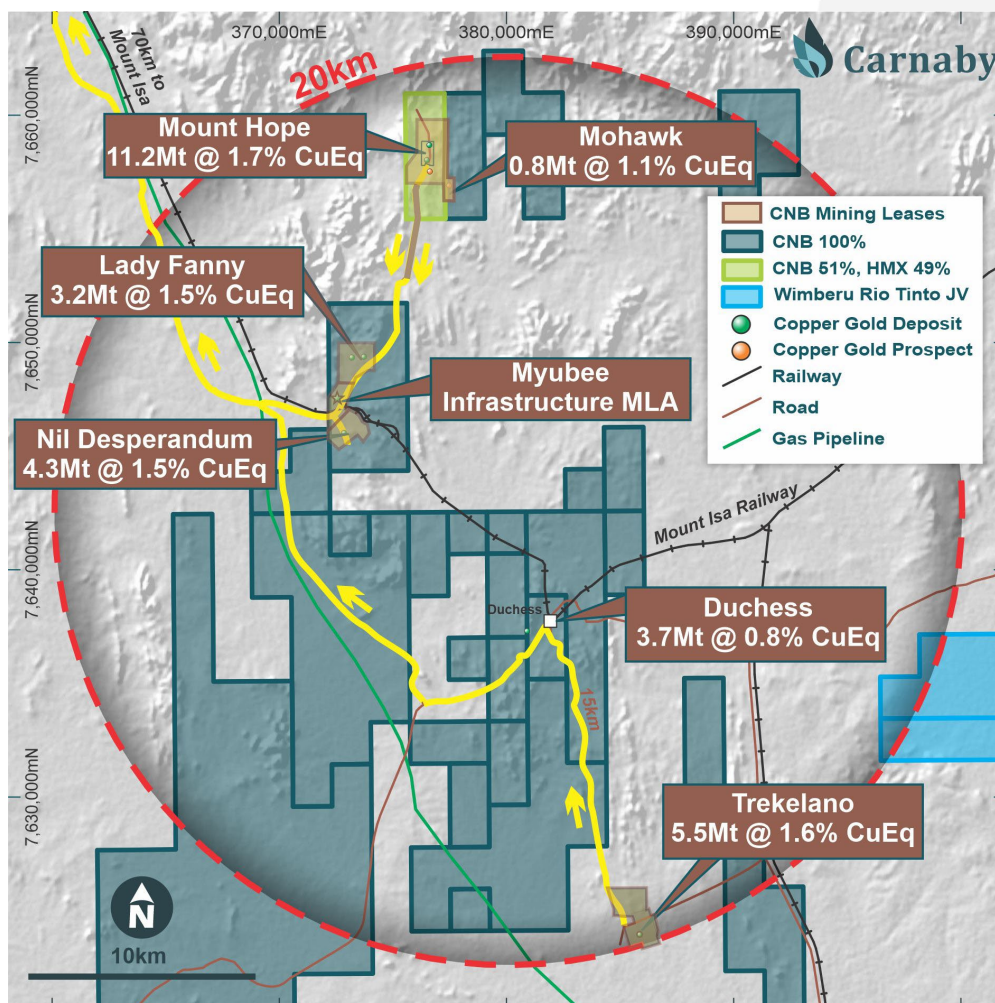 370,000mE
380,000mE
390,000mE
Carnaby
70km to
Mount Isa
20km
7,660,000mN
7,650,000mN
7,640,000mN
7,630,000mN
Mount Hope
11.2Mt @ 1.7% CuEq
Mohawk
0.8Mt @ 1.1% CuEq
CNB Mining Leases
CNB 100%
CNB 51%, HMX 49%
Wimberu Rio Tinto JV
Copper Gold Deposit
Copper Gold Prospect
Railway
Road
Gas Pipeline
Lady Fanny
3.2Mt @ 1.5% CuEq
Myubee
Infrastructure MLA
Nil Desperandum
4.3Mt @ 1.5% CuEq
Mount Isa Railway
Duchess
Duchess
3.7Mt @ 0.8% CuEq
15km
Trekelano
5.5Mt @ 1.6% CuEq
N
10km